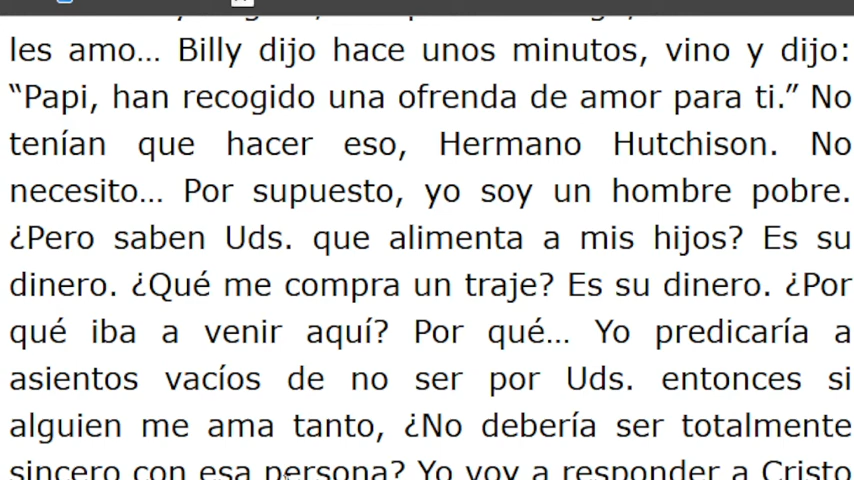 les amo... Billy dijo hace unos minutos, vino y dijo:
“Papi, han recogido una ofrenda de amor para ti.” No
tenían que hacer eso, Hermano Hutchison. No
necesito... Por supuesto, yo soy un hombre pobre.
¿Pero saben Uds. que alimenta a mis hijos? Es su
dinero. ¿Qué me compra un traje? Es su dinero. ¿Por
qué iba a venir aquí? Por qué... Yo predicaría a
asientos vacíos de no ser por Uds. entonces si
alguien me ama tanto, ¿No debería ser totalmente
sincero con esa persona? Yo voy a responder a Cristo